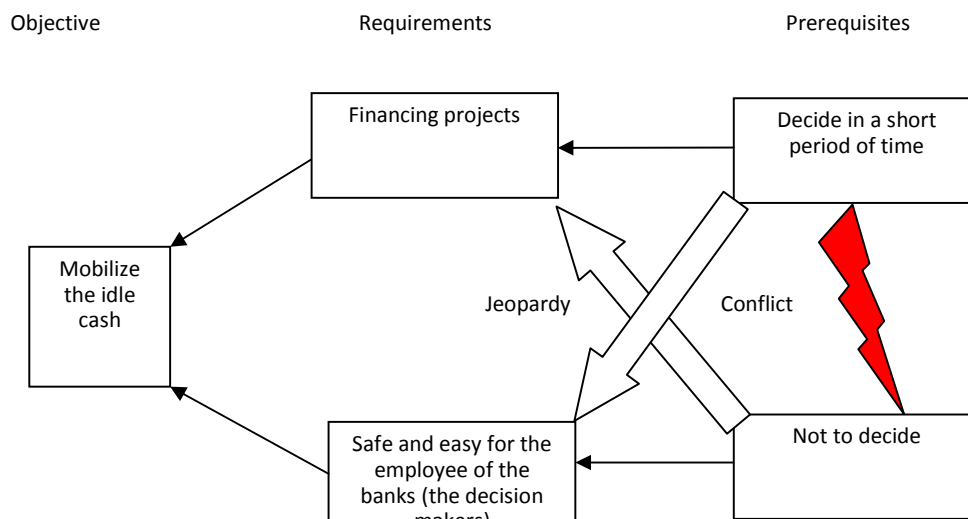 Objective
Requirements
Prerequisites
Financing projects
Decide in a short
period of time
Mobilize
the idle
cash
Jeopardy
Conflict
Safe and easy for the
employee of the
banks (the decision
makers)
Not to decide